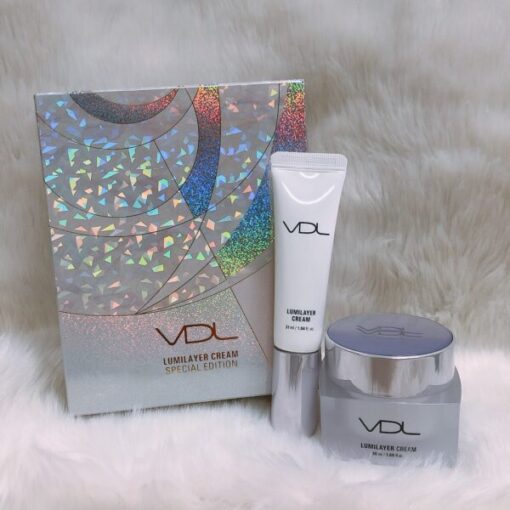 VDL
LUMILAYER CREAM
SPECIAL EDITION
VDL
LUMILAYER
CREAM
VDL
VDL
LUMILAYER CREAM